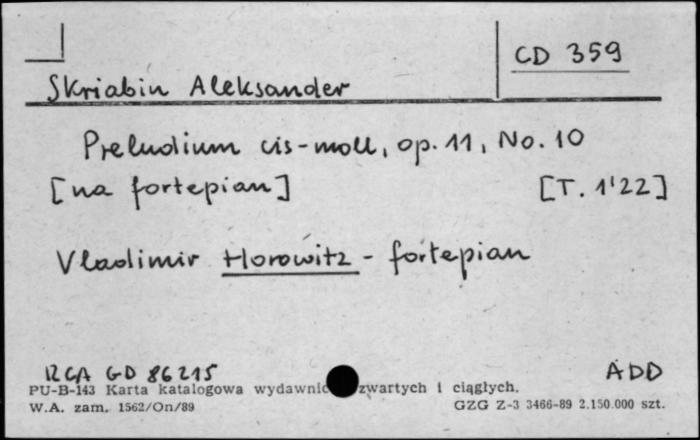 CD 359
Skriabin Aleksander
Preludium cis-moll, op. 11, No. 10
[na fortepian] [T. 1'22]
Vladimir Horowitz - fortepian
RCA GD 86215 ADD
PU-B-143 Karta katalogowa wydawnic zwartych i ciągłych.
W.A. zam. 1562/On/89 GZG Z-3 3466-89 2.150.000 szt.